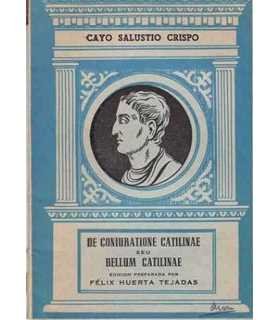 CAYO SALUSTIO CRISPO
DE CONIURATIONE CATILINAE
SEU
BELLUM CATILINAE
EDICION PREPARADA POR
FÉLIX HUERTA TEJADAS